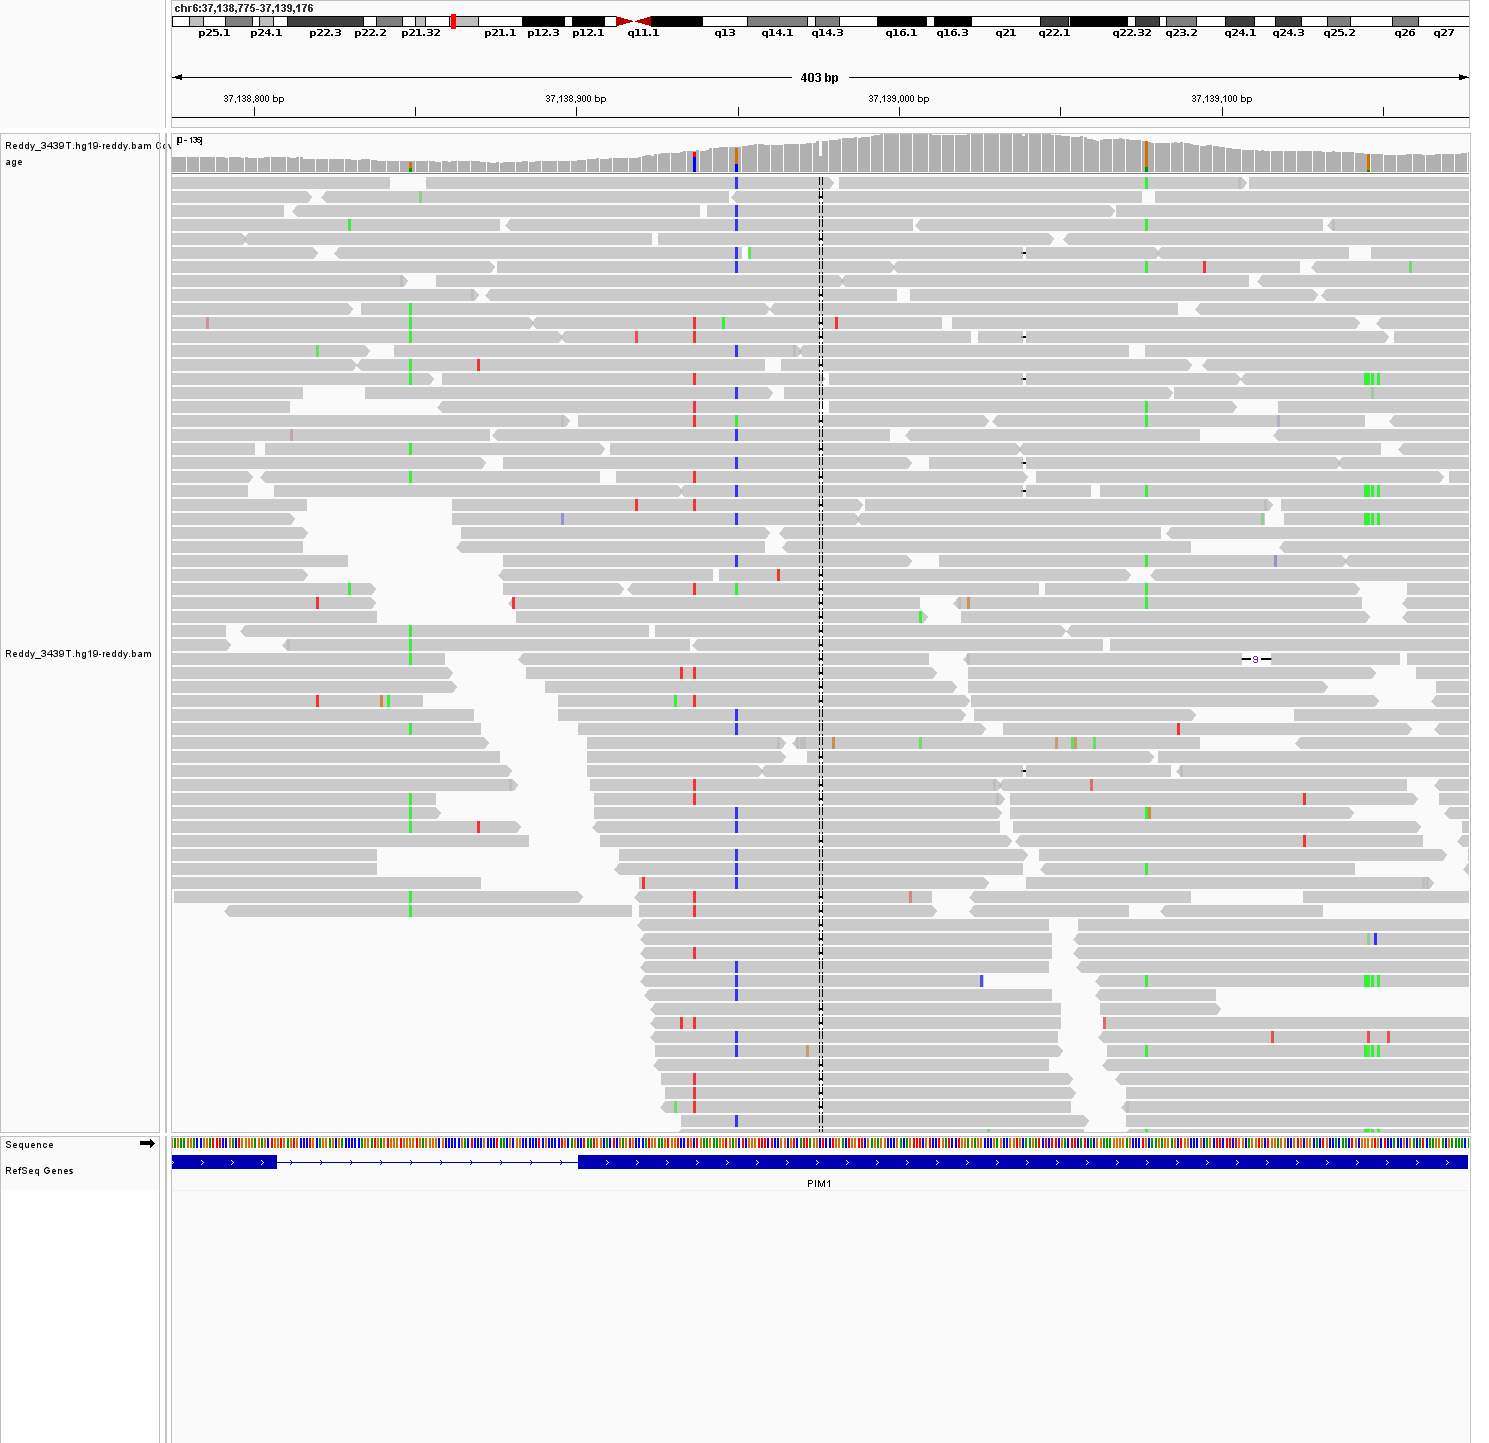 chr6:37,138,775-37,139,176
p25.1 p24.1 p22.3 p22.2 p21.32 p21.1 p12.3 p12.1 q11.1 q13 q14.1 q14.3 q16.1 q16.3 q21 q22.1 q22.32 q23.2 q24.1 q24.3 q25.2 q26 q27
403 bp
37,138,800 bp 37,138,900 bp 37,139,000 bp 37,139,100 bp
Reddy_3439T.hg19-reddy.bam Cov
age
Reddy_3439T.hg19-reddy.bam
9
Sequence
RefSeq Genes
PIM1